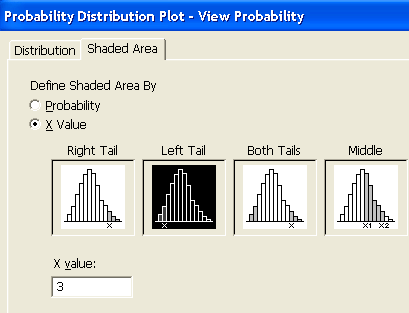 Probability Distribution Plot - View Probability
Distribution Shaded Area
Define Shaded Area By
Probability
X Value
Right Tail Left Tail Both Tails Middle
X X X X1 X2
X value:
3